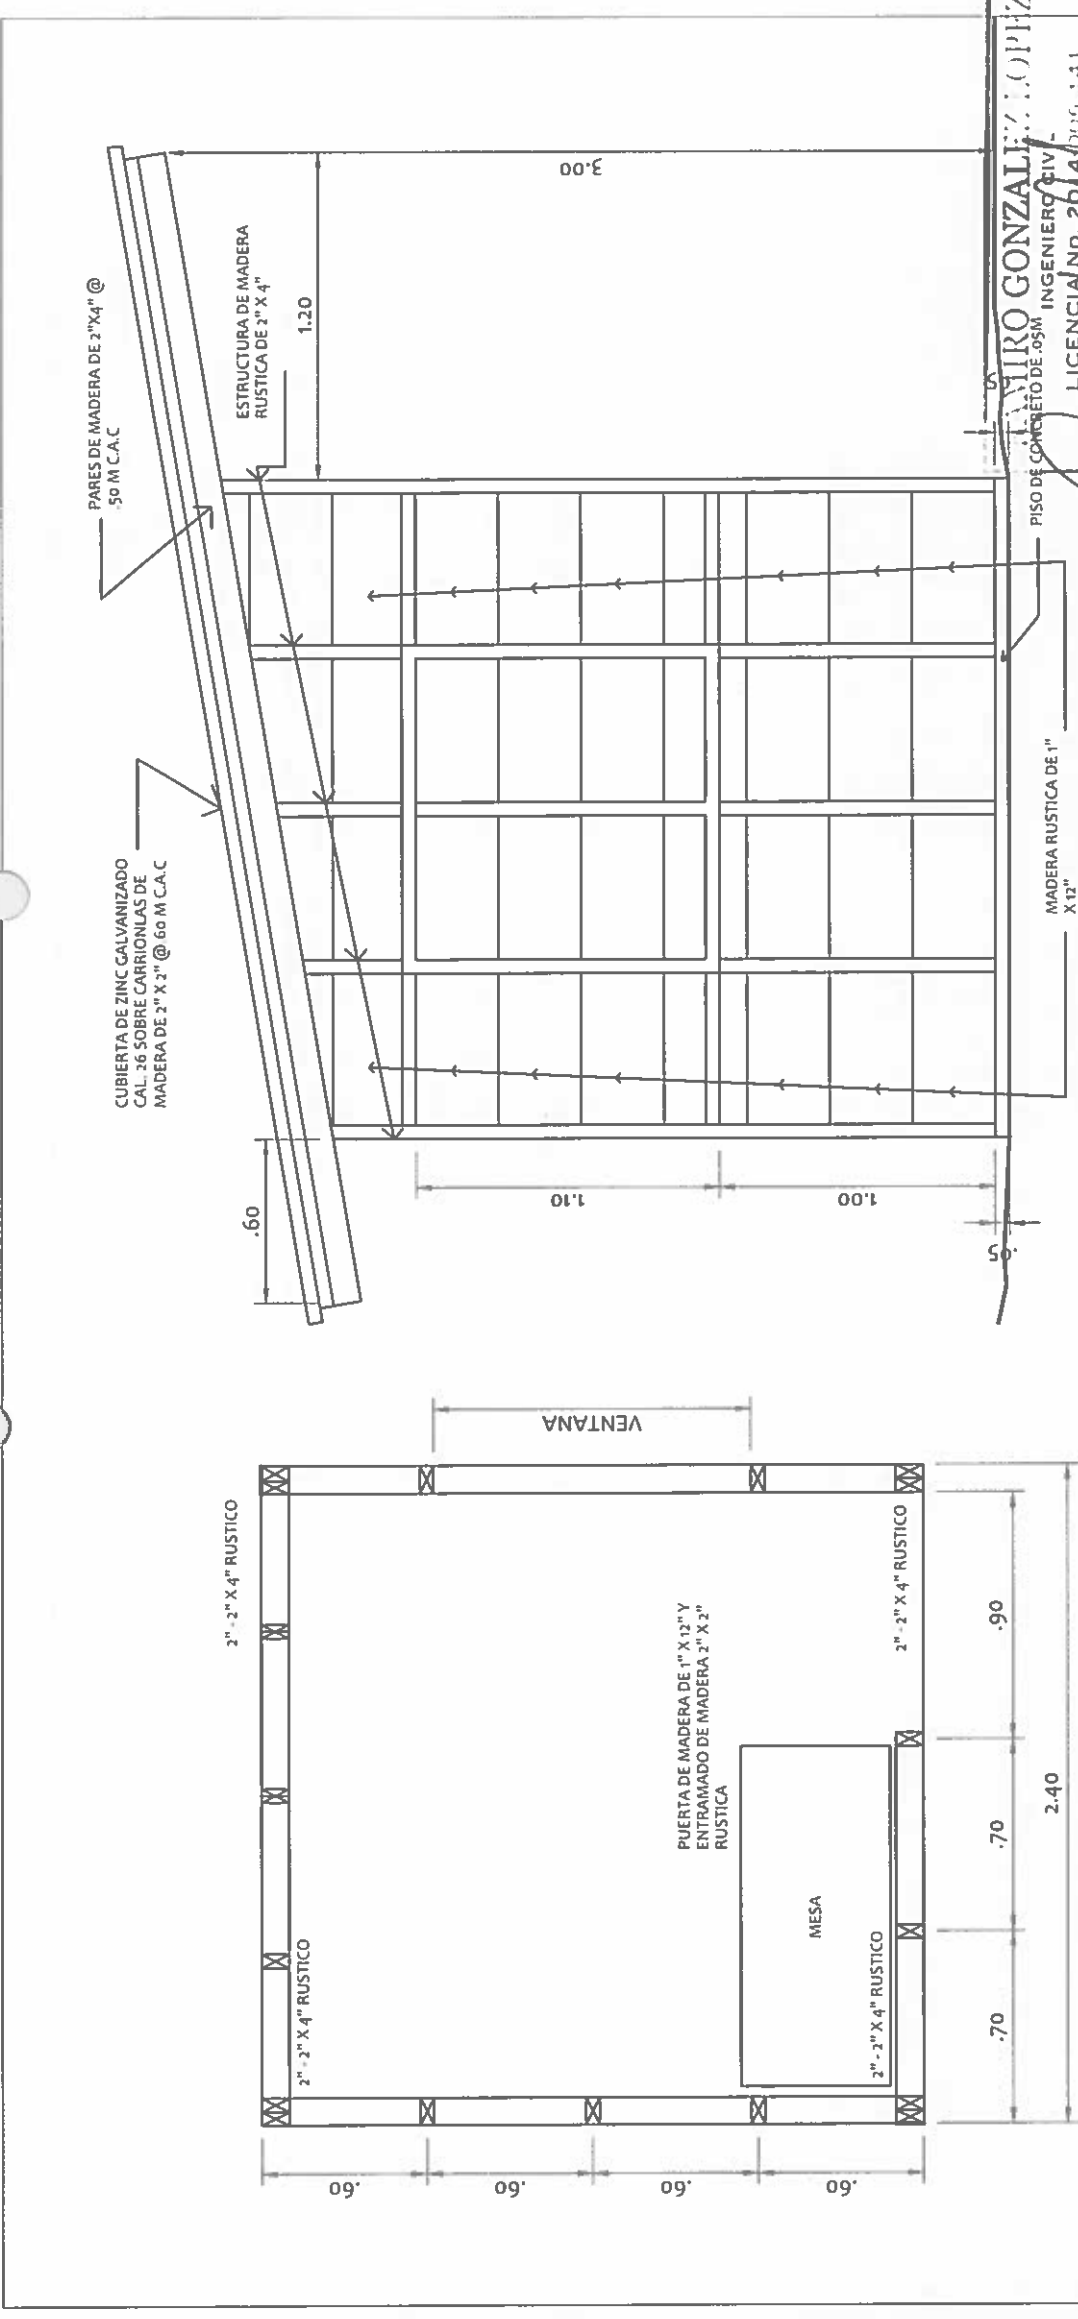 PARES DE MADERA DE 2"X4" @
.50 M C.A.C
CUBIERTA DE ZINC GALVANIZADO
CAL. 26 SOBRE CARRIONLAS DE
MADERA DE 2" X 2" @ .60 M C.A.C
ESTRUCTURA DE MADERA
RUSTICA DE 2" X 4"
1.20
3.00
.60
1.10
1.00
.05
PISO DE CONCRETO DE .05M
MADERA RUSTICA DE 1"
X 12"
GONZALEZ LOPEZ
INGENIERO CIVIL
LICENCIA No.
2" - 2" X 4" RUSTICO
2" - 2" X 4" RUSTICO
VENTANA
PUERTA DE MADERA DE 1" X 12" Y
ENTRAMADO DE MADERA 2" X 2"
RUSTICA
MESA
2" - 2" X 4" RUSTICO
2" - 2" X 4" RUSTICO
.60
.60
.60
.60
.70
.70
.90
2.40